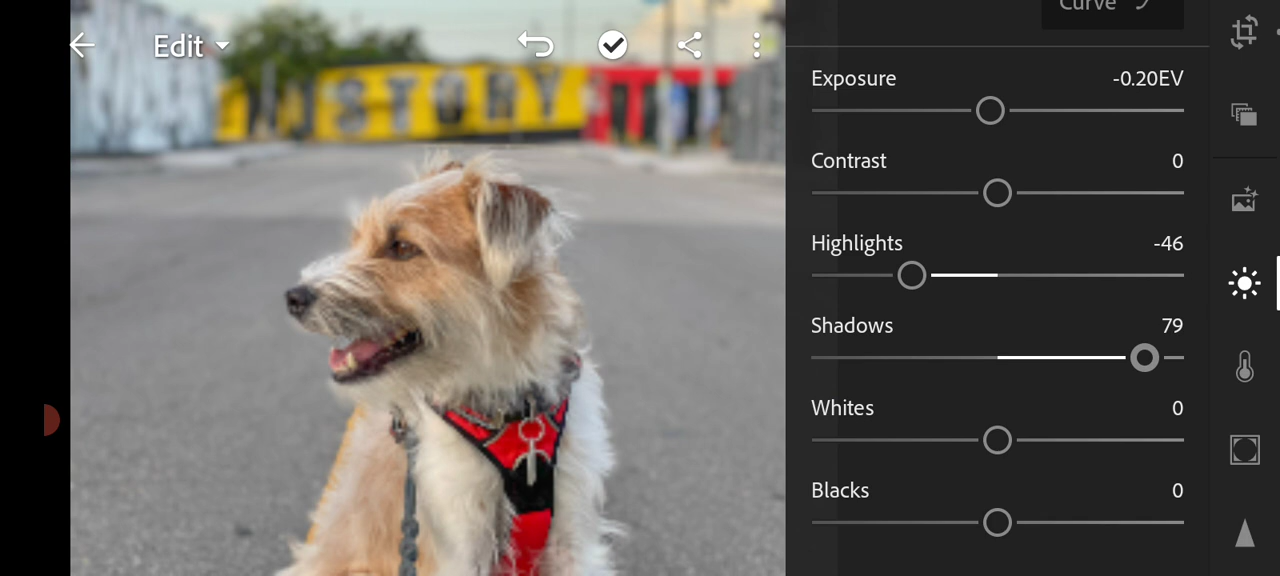 Edit
STORY
Curve
Exposure -0.20EV
Contrast 0
Highlights -46
Shadows 79
Whites 0
Blacks 0